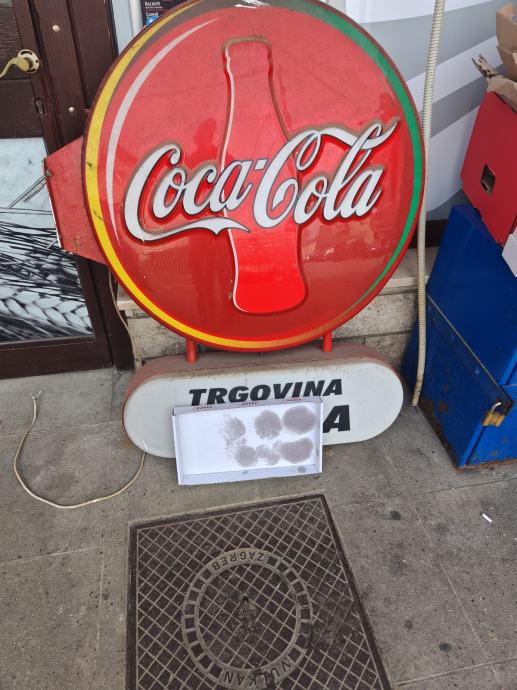 Coca-Cola
TRGOVINA
A
ZAGREB
VULKAN